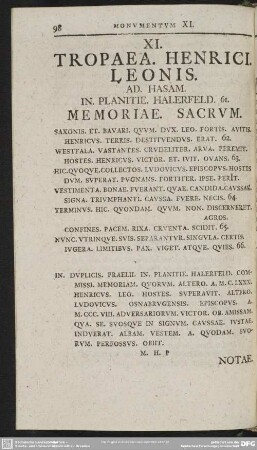 98 MONVMENTVM XI.
XI.
TROPAEA. HENRICI.
LEONIS.
AD. HASAM.
IN. PLANITIE. HALERFELD. 61.
MEMORIAE. SACRVM.
SAXONIS. ET. BAVARI. QVVM. DVX. LEO. FORTIS. AVITIS.
HENRICVS. TERRIS. DESTITVENDVS. ERAT. 62.
WESTFALA. VASTANTES. CRVDELITER. ARVA. PEREMIT.
HOSTES. HENRICVS. VICTOR. ET. IVIT. OVANS. 63.
HIC. QVOQVE. COLLECTOS. LVDOVICVS. EPISCOPVS. HOSTES
DVM. SVPERAT. PVGNANS. FORTITER. IPSE. PERIT.
VESTIMENTA. BONAE. FVERANT. QVAE. CANDIDA. CAVSSAE.
SIGNA. TRIVMPHANTI. CAVSSA. FVERE. NECIS. 64.
TERMINVS. HIC. QVONDAM. QVVM. NON. DISCERNERET.
AGROS.
CONFINES. PACEM. RIXA. CRVENTA. SCIDIT. 65.
NVNC. VTRINQVE. SVIS. SEPARANTVR. SINGVLA. CERTIS.
IVGERA. LIMITIBVS. PAX. VIGET. ATQVE. QVIES. 66.
IN. DVPLICIS. PRAELII. IN. PLANITIE. HALERFELD. COM-
MISSI. MEMORIAM. QVORVM. ALTERO. A. M. C. LXXX.
HENRICVS. LEO. HOSTES. SVPERAVIT. ALTERO.
LVDOVICVS. OSNABRVGENSIS. EPISCOPVS. A.
M. CCC. VIII. ADVERSARIORVM. VICTOR. OB. AMISSAM.
QVA. SE. SVOSQVE IN SIGNVM. CAVSSAE. IVSTAE.
INDVERAT. ALBAM. VESTEM. A. QVODAM. SVO-
RVM. PERFOSSVS. OBIIT.
M. H. P
NOTAE.